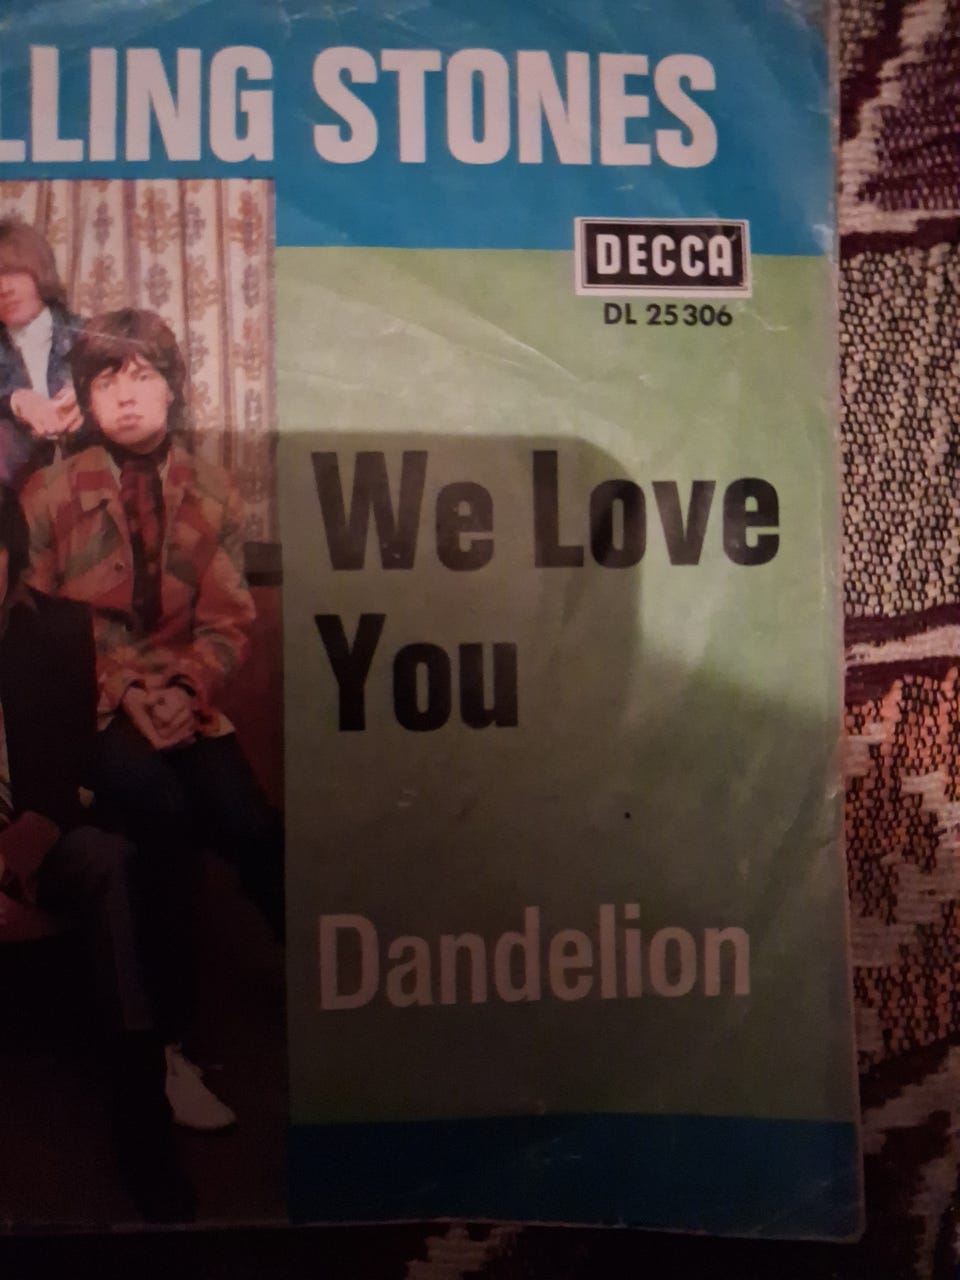 LLING STONES
DECCA
DL 25306
We Love
You
Dandelion